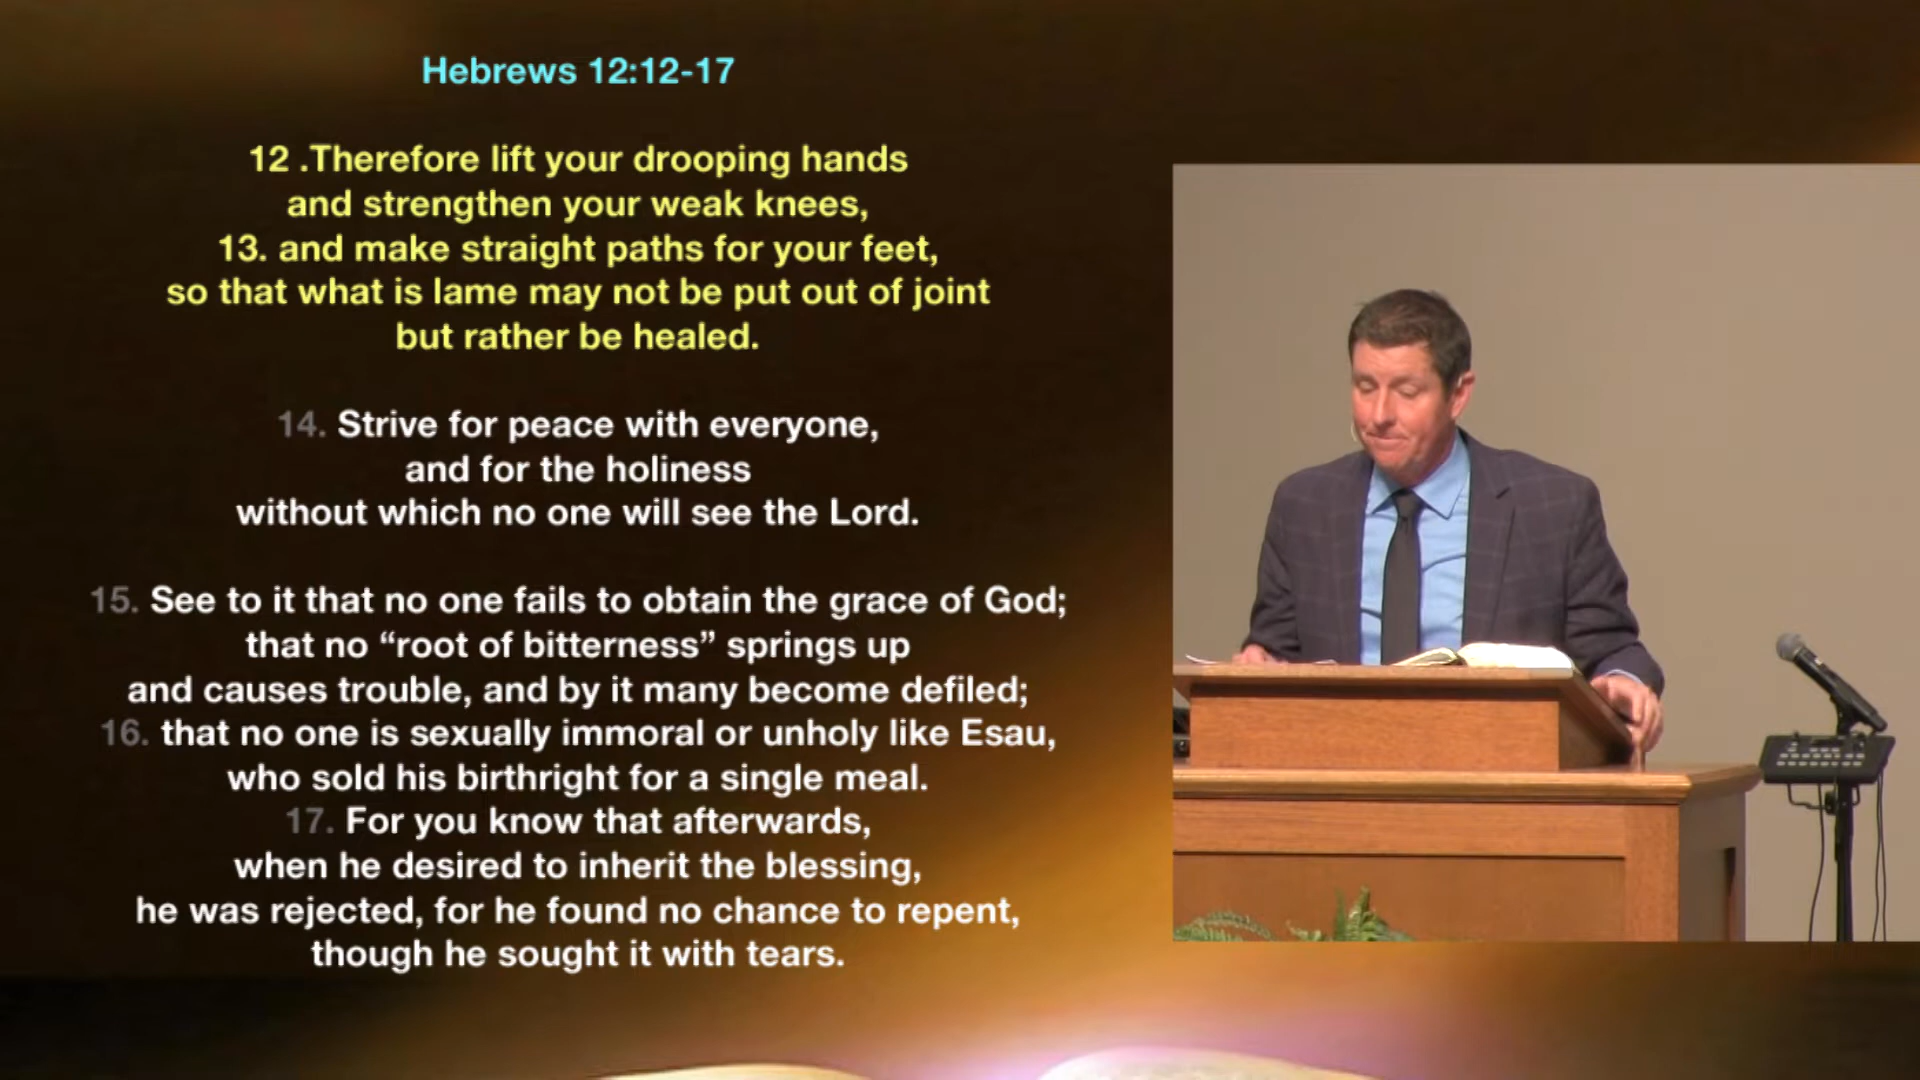 Hebrews 12:12-17
12 .Therefore lift your drooping hands
and strengthen your weak knees,
13. and make straight paths for your feet,
so that what is lame may not be put out of joint
but rather be healed.
14. Strive for peace with everyone,
and for the holiness
without which no one will see the Lord.
15. See to it that no one fails to obtain the grace of God;
that no “root of bitterness” springs up
and causes trouble, and by it many become defiled;
16. that no one is sexually immoral or unholy like Esau,
who sold his birthright for a single meal.
17. For you know that afterwards,
when he desired to inherit the blessing,
he was rejected, for he found no chance to repent,
though he sought it with tears.